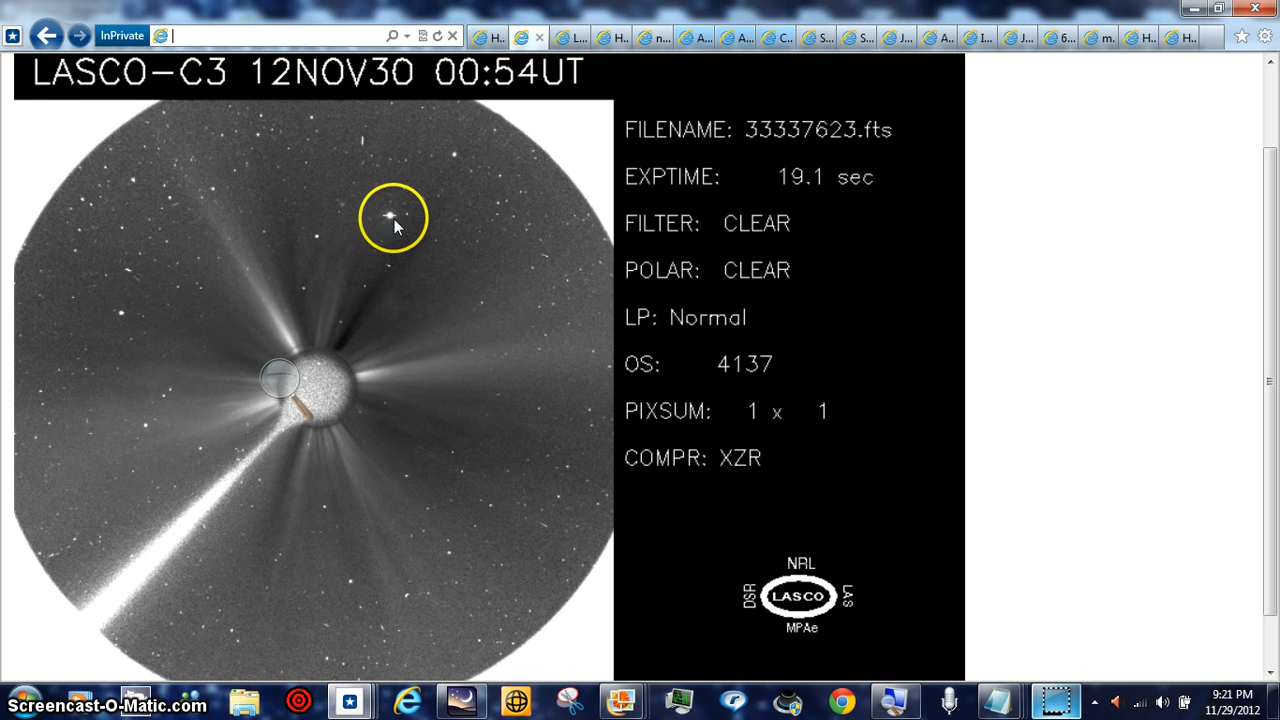 InPrivate
H..
L..
H..
n...
A...
A...
C..
S...
S...
J...
A..
I...
J...
6...
m.
H..
H..
LASCO-C3 12NOV30 00:54UT
FILENAME: 33337623.fts
EXPTIME: 19.1 sec
FILTER: CLEAR
POLAR: CLEAR
LP: Normal
OS: 4137
PIXSUM: 1 x 1
COMPR: XZR
NRL
DSR
LASCO
LAS
MPAe
Screencast-O-Matic.com
9:21 PM
11/29/2012